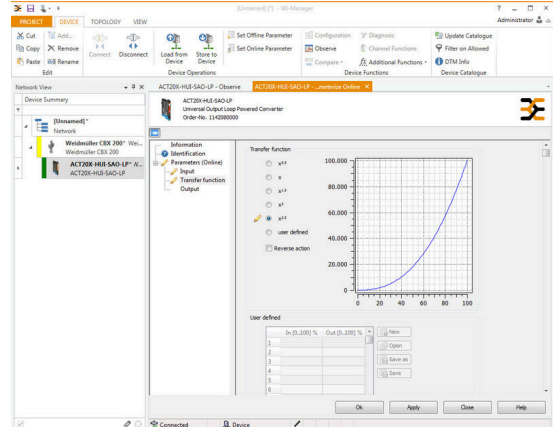 [Unnamed] [*] - WI-Manager
PROJECT DEVICE TOPOLOGY VIEW
Administrator
Cut Add...
Copy Remove
Paste Rename
Edit
Connect Disconnect Load from Device Store to Device Set Offline Parameter
Set Online Parameter
Device Operations
Configuration Diagnosis
Observe Channel Functions
Compare Additional Functions
Device Functions
Update Catalogue
Filter on Allowed
DTM Info
Device Catalogue
Network View
Device Summary
[Unnamed]*
Network
Weidmüller CBX 200* Wei...
Weidmüller CBX 200
ACT20X-HUI-SAO-LP*
ACT20X-HUI-SAO-LP
ACT20X-HUI-SAO-LP - Observe ACT20X-HUI-SAO-LP - ...meterize Online
ACT20X-HUI-SAO-LP
Universal Output Loop Powered Converter
Order-No. 1142080000
Information
Identification
Parameters (Online)
Input
Transfer function
Output
Transfer function
x
user defined
Reverse action
100.000
80.000
60.000
40.000
20.000
0
0 20 40 60 80 100
User defined
In [0..100] % Out [0..100] %
1
2
3
4
5
6
New
Open
Save as
Save
Ok Apply Close Help
Connected Device